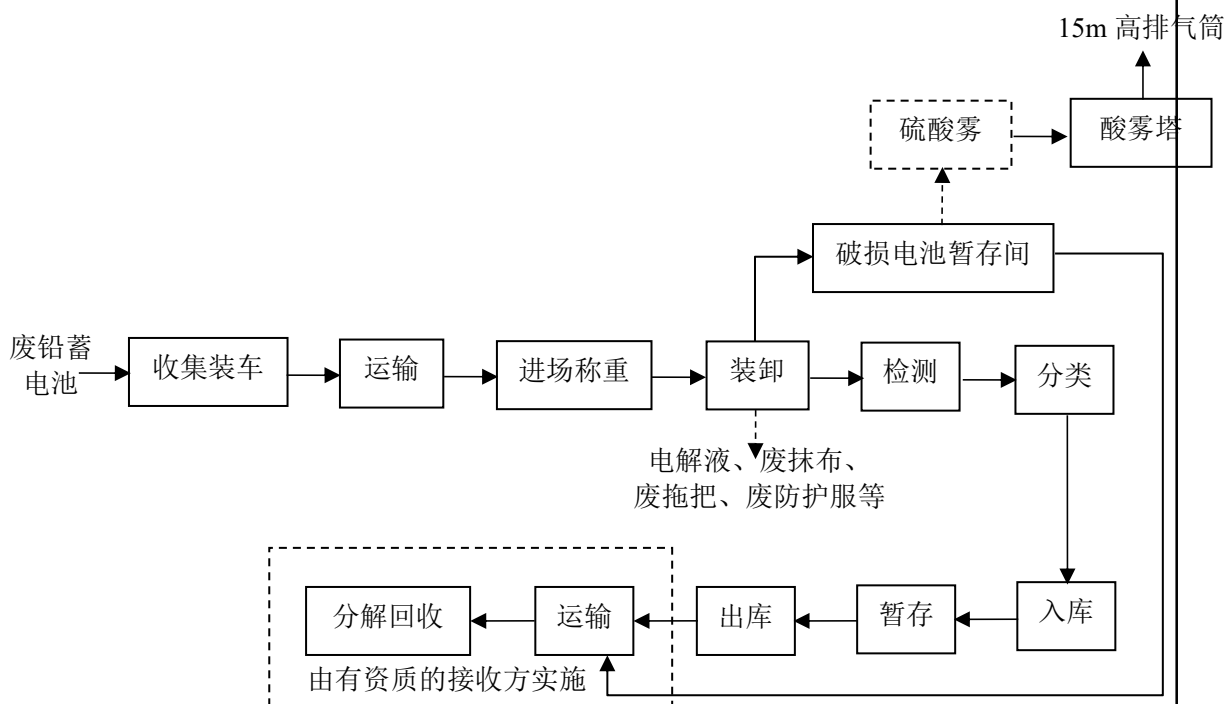 15m 高排气筒
硫酸雾
酸雾塔
破损电池暂存间
废铅蓄
电池
收集装车
运输
进场称重
装卸
检测
分类
电解液、废抹布、
废拖把、废防护服等
分解回收
运输
出库
暂存
入库
由有资质的接收方实施